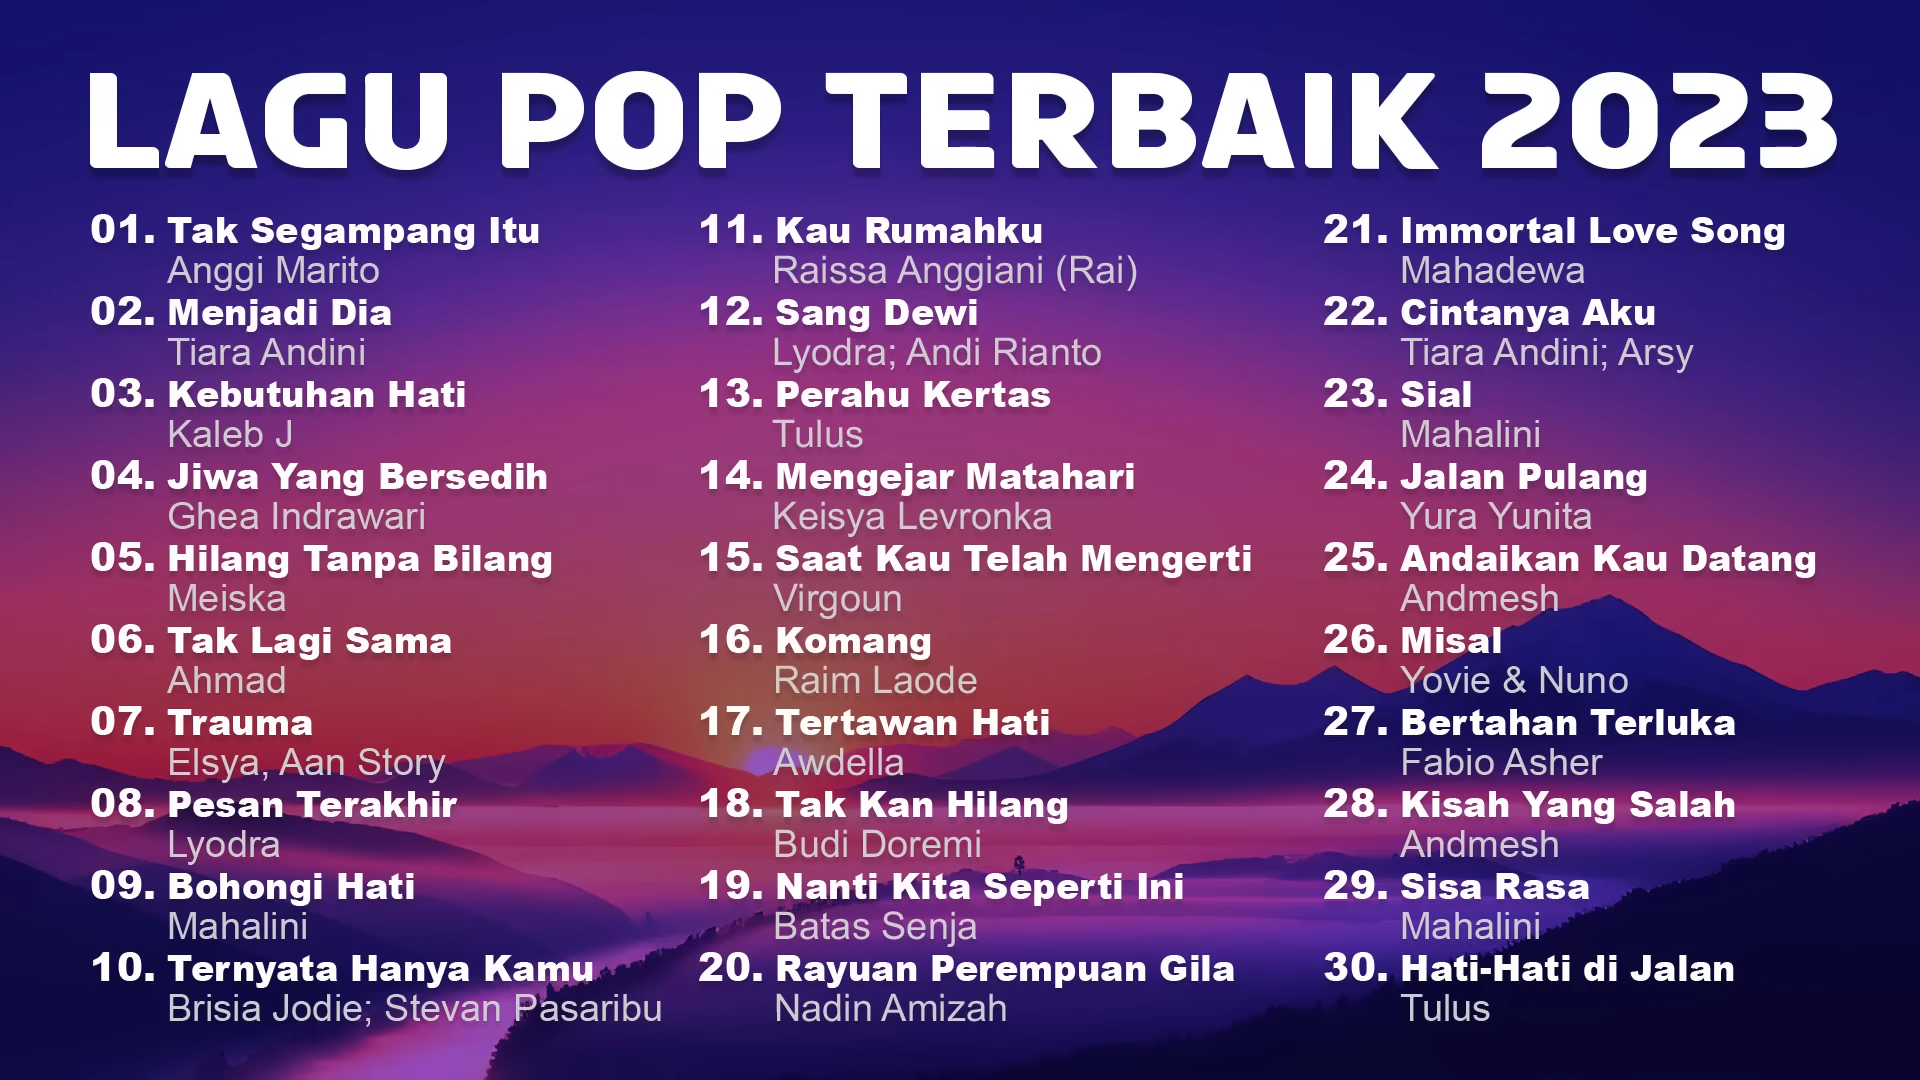 LAGU POP TERBAIK 2023
01. Tak Segampang Itu
Anggi Marito
02. Menjadi Dia
Tiara Andini
03. Kebutuhan Hati
Kaleb J
04. Jiwa Yang Bersedih
Ghea Indrawari
05. Hilang Tanpa Bilang
Meiska
06. Tak Lagi Sama
Ahmad
07. Trauma
Elsya, Aan Story
08. Pesan Terakhir
Lyodra
09. Bohongi Hati
Mahalini
10. Ternyata Hanya Kamu
Brisia Jodie; Stevan Pasaribu
11. Kau Rumahku
Raissa Anggiani (Rai)
12. Sang Dewi
Lyodra; Andi Rianto
13. Perahu Kertas
Tulus
14. Mengejar Matahari
Keisya Levronka
15. Saat Kau Telah Mengerti
Virgoun
16. Komang
Raim Laode
17. Tertawan Hati
Awdella
18. Tak Kan Hilang
Budi Doremi
19. Nanti Kita Seperti Ini
Batas Senja
20. Rayuan Perempuan Gila
Nadin Amizah
21. Immortal Love Song
Mahadewa
22. Cintanya Aku
Tiara Andini; Arsy
23. Sial
Mahalini
24. Jalan Pulang
Yura Yunita
25. Andaikan Kau Datang
Andmesh
26. Misal
Yovie & Nuno
27. Bertahan Terluka
Fabio Asher
28. Kisah Yang Salah
Andmesh
29. Sisa Rasa
Mahalini
30. Hati-Hati di Jalan
Tulus